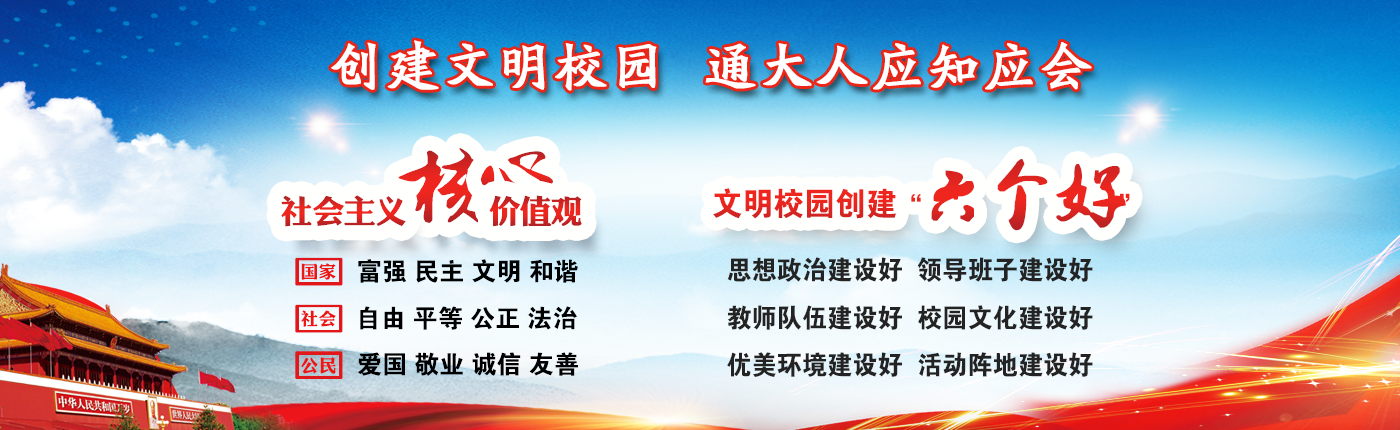 创建文明校园 通大人应知应会
社会主义核心价值观
国家 富强 民主 文明 和谐
社会 自由 平等 公正 法治
公民 爱国 敬业 诚信 友善
文明校园创建“六个好”
思想政治建设好 领导班子建设好
教师队伍建设好 校园文化建设好
优美环境建设好 活动阵地建设好
中华人民共和国万岁
世界人民大